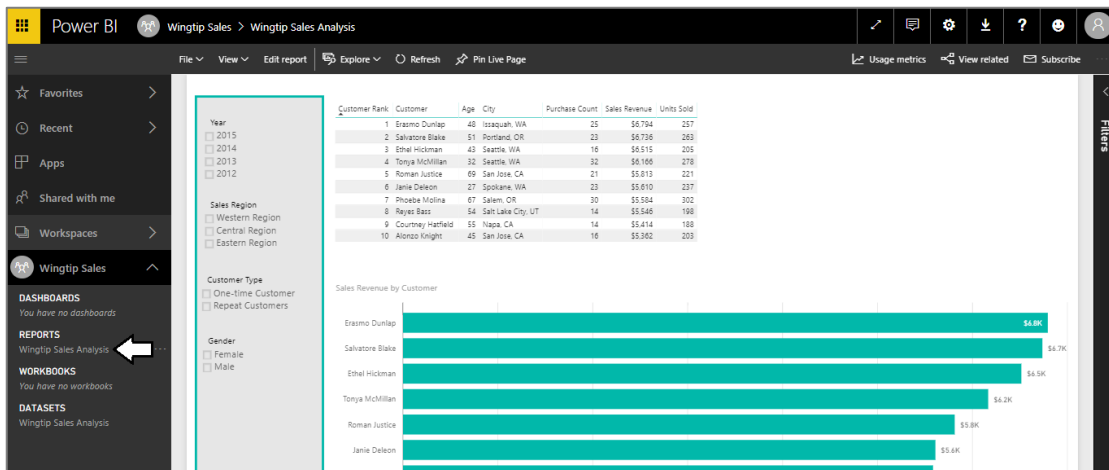 Power BI
Wingtip Sales > Wingtip Sales Analysis
?
File View Edit report Explore Refresh Pin Live Page Usage metrics View related Subscribe
Favorites
Recent
Apps
Shared with me
Workspaces
Wingtip Sales
DASHBOARDS
You have no dashboards
REPORTS
Wingtip Sales Analysis
WORKBOOKS
You have no workbooks
DATASETS
Wingtip Sales Analysis
Year
2015
2014
2013
2012
Sales Region
Western Region
Central Region
Eastern Region
Customer Type
One-time Customer
Repeat Customers
Gender
Female
Male
Customer Rank Customer Age City Purchase Count Sales Revenue Units Sold
1 Erasmo Dunlap 48 Issaquah, WA 25 $6,794 257
2 Salvatore Blake 51 Portland, OR 23 $6,736 263
3 Ethel Hickman 43 Seattle, WA 16 $6,515 205
4 Tonya McMillan 32 Seattle, WA 32 $6,166 278
5 Roman Justice 69 San Jose, CA 21 $5,813 221
6 Janie Deleon 27 Spokane, WA 23 $5,610 237
7 Phoebe Molina 67 Salem, OR 30 $5,584 302
8 Reyes Bass 54 Salt Lake City, UT 14 $5,546 198
9 Courtney Hatfield 55 Napa, CA 14 $5,414 188
10 Alonzo Knight 45 San Jose, CA 16 $5,362 203
Sales Revenue by Customer
Erasmo Dunlap $6.8K
Salvatore Blake $6.7K
Ethel Hickman $6.5K
Tonya McMillan $6.2K
Roman Justice $5.8K
Janie Deleon $5.6K
Filters